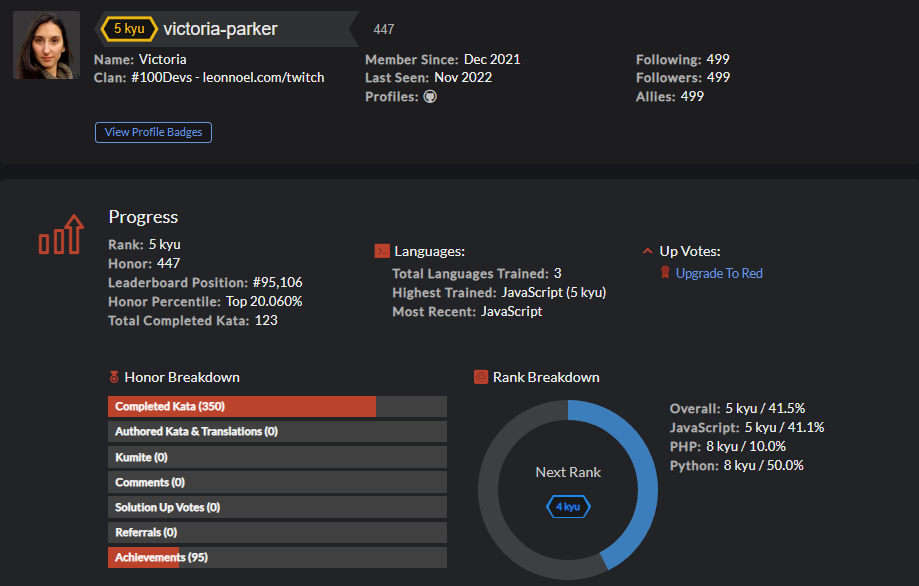 5 kyu victoria-parker 447
Name: Victoria
Clan: #100Devs - leonnoel.com/twitch
Member Since: Dec 2021
Last Seen: Nov 2022
Profiles:
Following: 499
Followers: 499
Allies: 499
View Profile Badges
Progress
Rank: 5 kyu
Honor: 447
Leaderboard Position: #95,106
Honor Percentile: Top 20.060%
Total Completed Kata: 123
Languages:
Total Languages Trained: 3
Highest Trained: JavaScript (5 kyu)
Most Recent: JavaScript
Up Votes:
Upgrade To Red
Honor Breakdown
Completed Kata (350)
Authored Kata & Translations (0)
Kumite (0)
Comments (0)
Solution Up Votes (0)
Referrals (0)
Achievements (95)
Rank Breakdown
Next Rank
4 kyu
Overall: 5 kyu / 41.5%
JavaScript: 5 kyu / 41.1%
PHP: 8 kyu / 10.0%
Python: 8 kyu / 50.0%